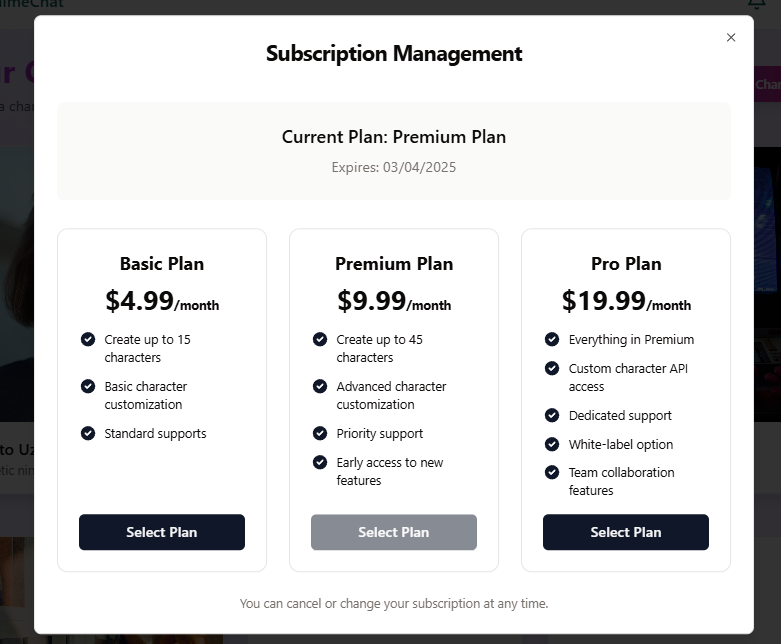 Subscription Management
Current Plan: Premium Plan
Expires: 03/04/2025
Basic Plan
$4.99/month
Create up to 15
characters
Basic character
customization
Standard supports
Select Plan
Premium Plan
$9.99/month
Create up to 45
characters
Advanced character
customization
Priority support
Early access to new
features
Select Plan
Pro Plan
$19.99/month
Everything in Premium
Custom character API
access
Dedicated support
White-label option
Team collaboration
features
Select Plan
You can cancel or change your subscription at any time.